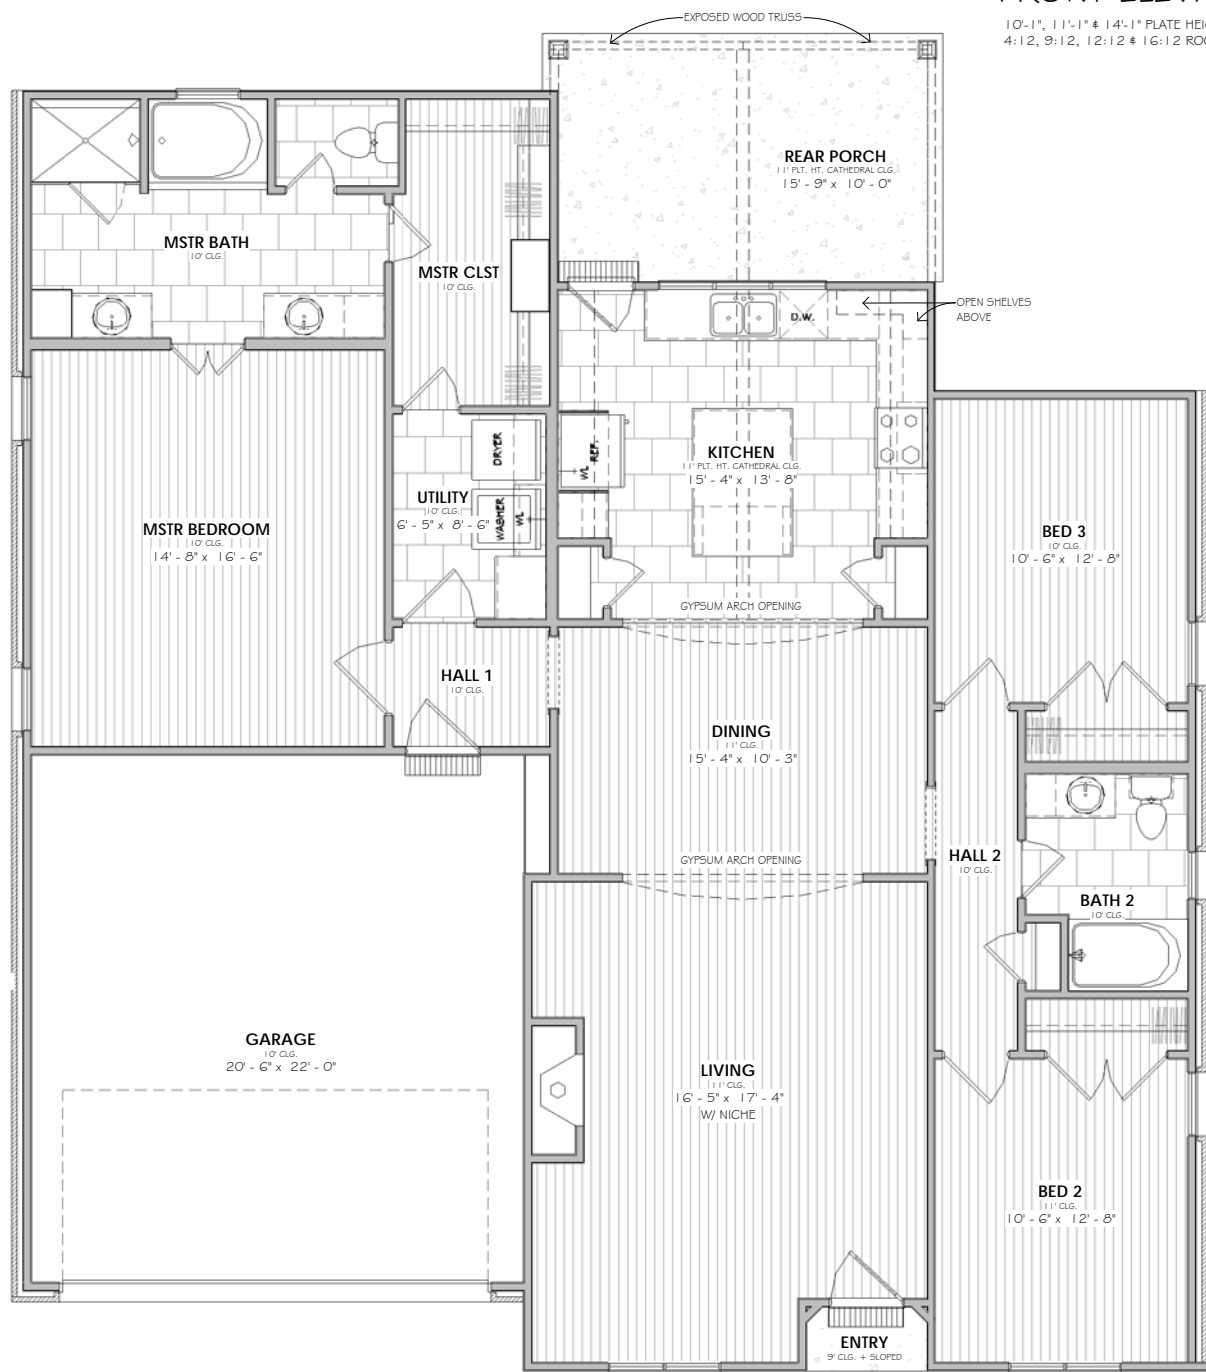 EXPOSED WOOD TRUSS
10'-1", 11'-1" & 14'-1" PLATE
4:12, 9:12, 12:12 & 16:12
REAR PORCH
11' PLT. HT. CATHEDRAL CLG.
15' - 9" x 10' - 0"
MSTR BATH
10' CLG.
MSTR CLST
10' CLG.
OPEN SHELVES
ABOVE
D.W.
DRYER
REF.
WL
KITCHEN
11' PLT. HT. CATHEDRAL CLG.
15' - 4" x 13' - 8"
UTILITY
10' CLG.
6' - 5" x 8' - 6"
WASHER
WL
MSTR BEDROOM
10' CLG.
14' - 8" x 16' - 6"
BED 3
10' CLG.
10' - 6" x 12' - 8"
GYPSUM ARCH OPENING
HALL 1
10' CLG.
DINING
11' CLG.
15' - 4" x 10' - 3"
GYPSUM ARCH OPENING
HALL 2
10' CLG.
BATH 2
10' CLG.
GARAGE
10' CLG.
20' - 6" x 22' - 0"
LIVING
11' CLG.
16' - 5" x 17' - 4"
W/ NICHE
BED 2
11' CLG.
10' - 6" x 12' - 8"
ENTRY
9' CLG. + SLOPED